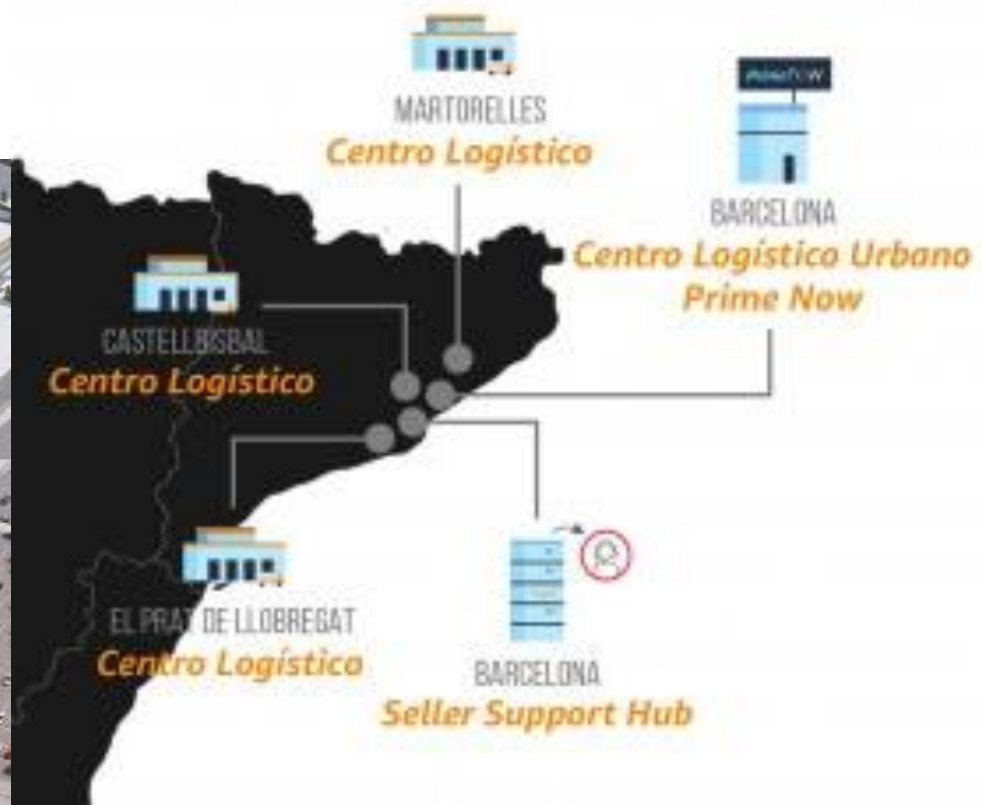 MARTORELLES
Centro Logístico
BARCELONA
Centro Logístico Urbano
Prime Now
CASTELLBISBAL
Centro Logístico
EL PRAT DE LLOBREGAT
Centro Logístico
BARCELONA
Seller Support Hub